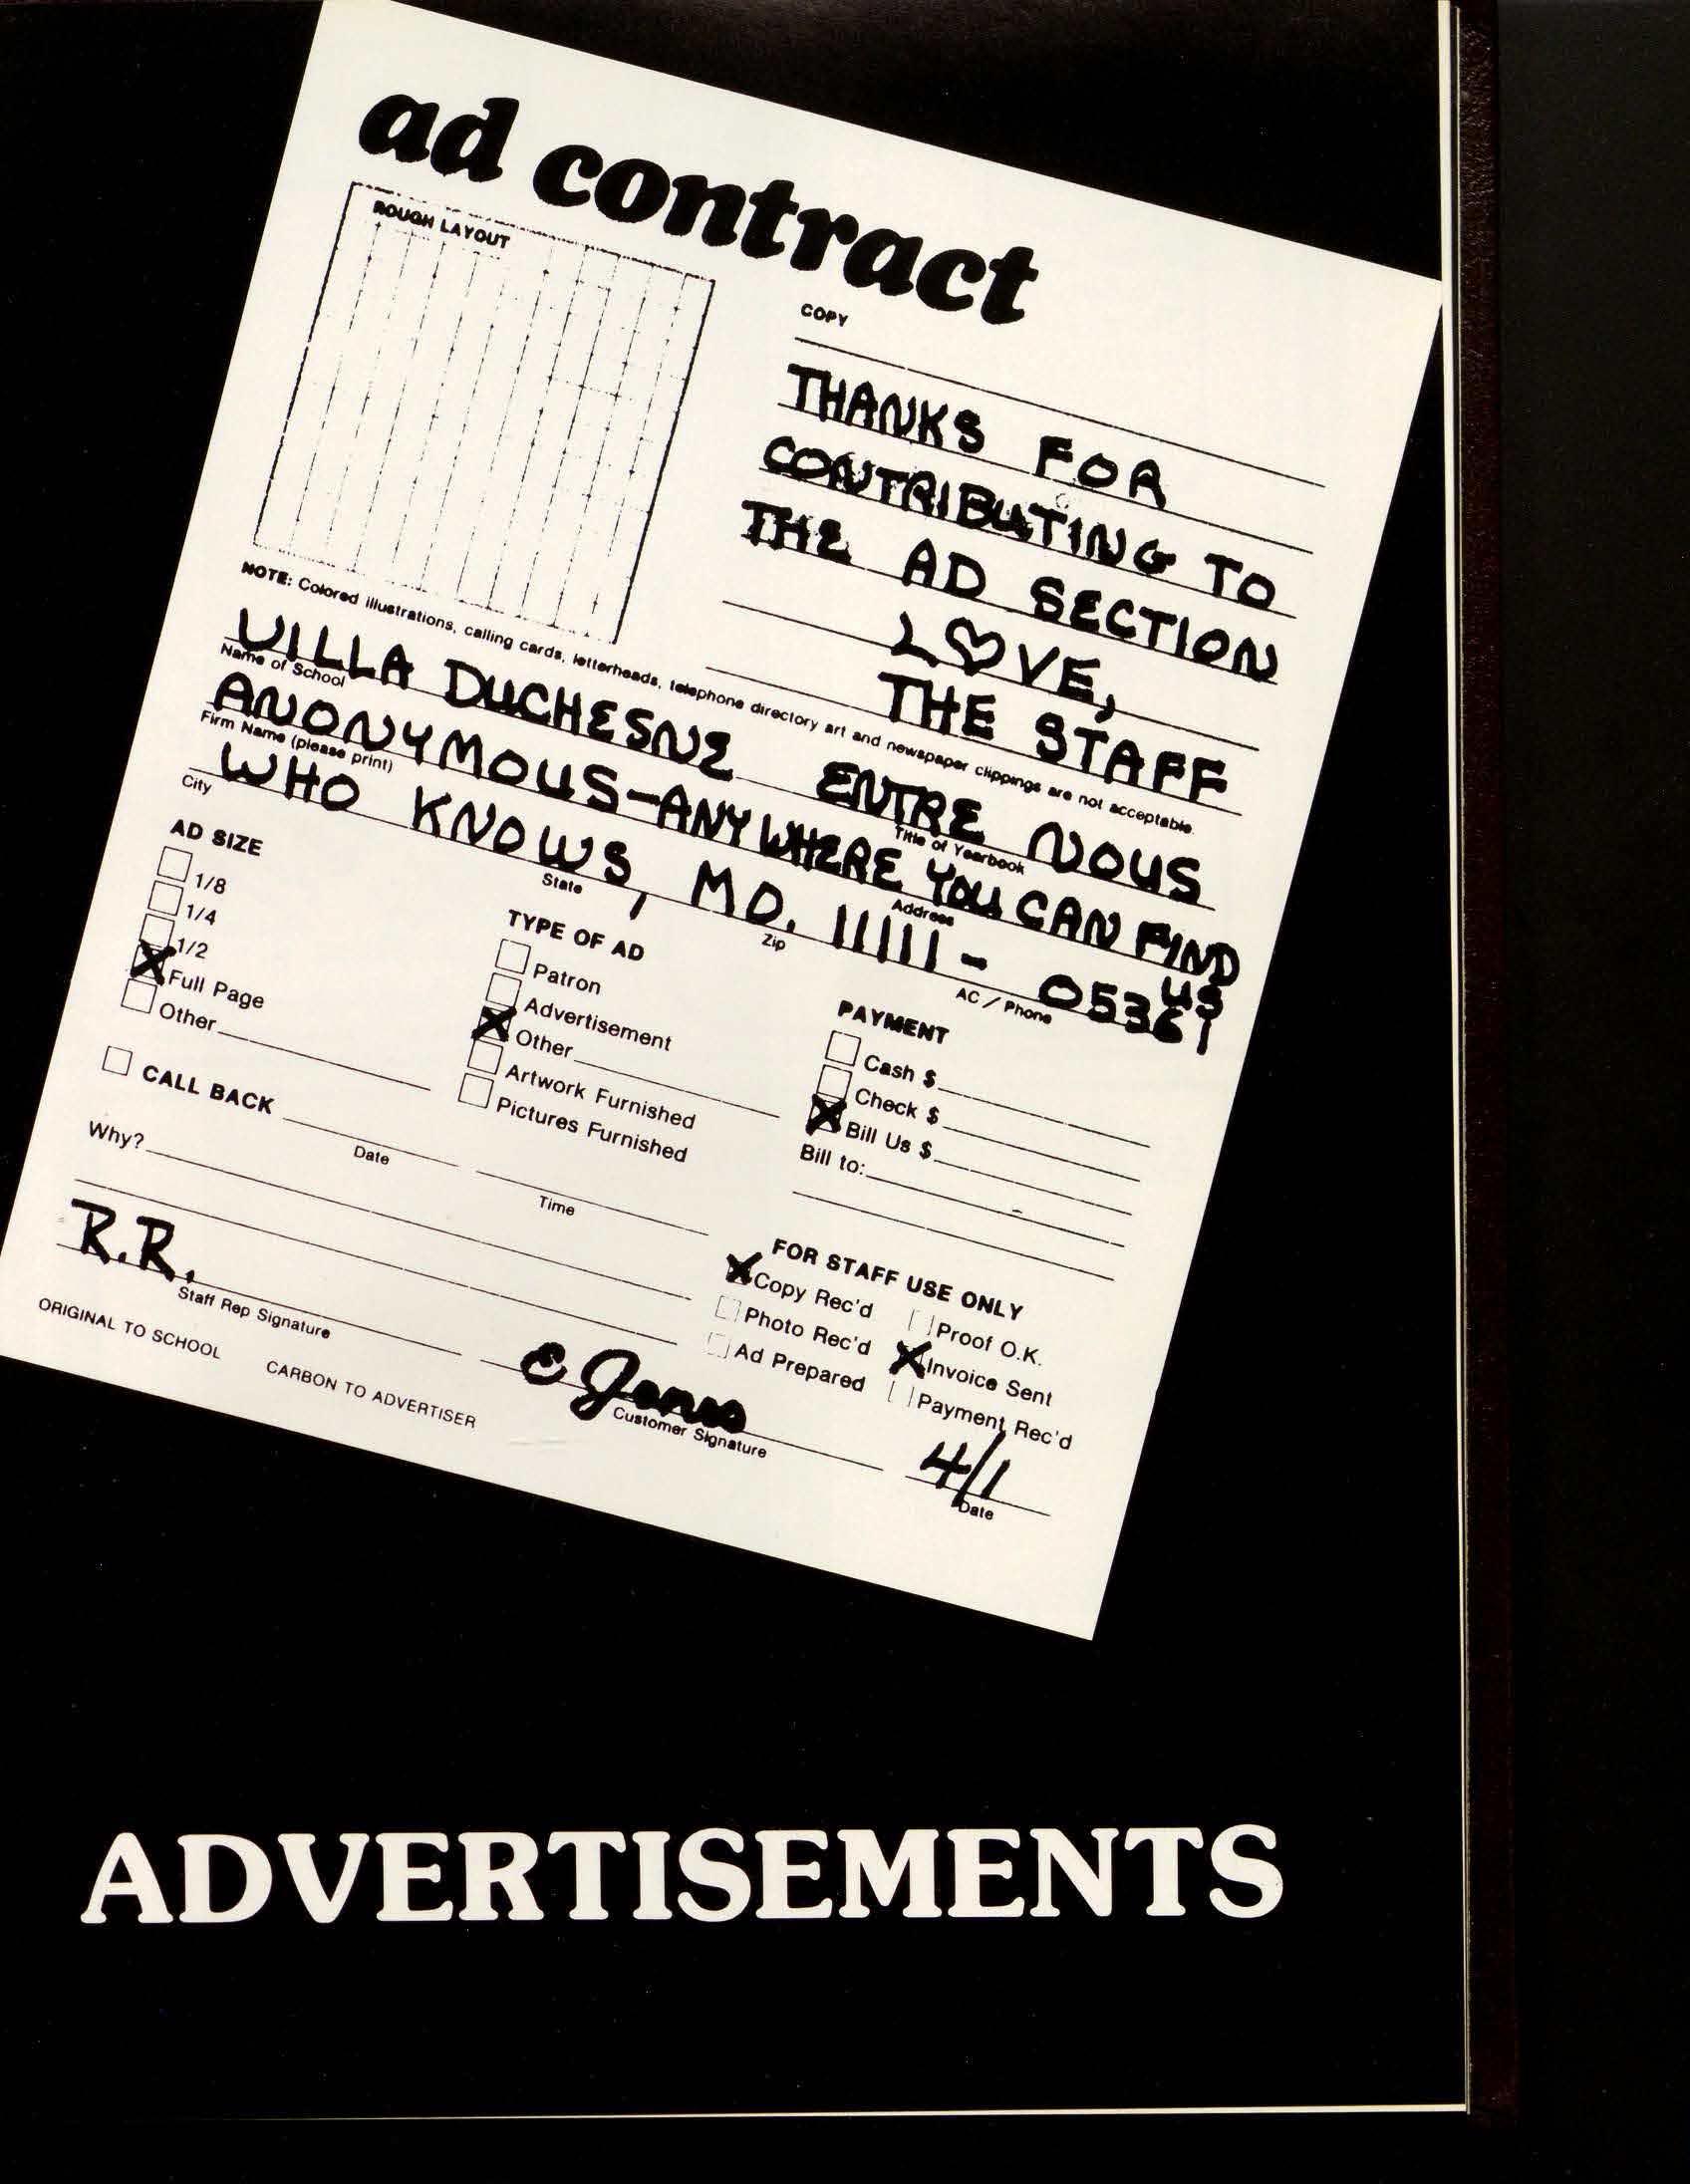 ad contract
ROUGH LAYOUT
COPY
THANKS FOR
CONTRIBUTING TO
THE AD SECTION
L♡VE,
THE STAFF
NOTE: Colored illustrations, calling cards, letterheads, telephone directory art and newspaper clippings are not acceptable.
VILLA DUCHESNE ENTRE NOUS
Name of School Title of Yearbook
ANONYMOUS-ANYWHERE YOU CAN FIND US
Firm Name (please print) Address
WHO KNOWS, MO. 11111 - 05361
City State Zip AC / Phone
AD SIZE
1/8
1/4
1/2
X Full Page
Other
TYPE OF AD
Patron
Advertisement
X Other
Artwork Furnished
Pictures Furnished
PAYMENT
Cash $
Check $
X Bill Us $
Bill to:
CALL BACK
Date
Time
Why?
FOR STAFF USE ONLY
X Copy Rec'd
Photo Rec'd
Ad Prepared
Proof O.K.
X Invoice Sent
Payment Rec'd
R.R.
Staff Rep Signature
E Jones
Customer Signature
4/1
Date
ORIGINAL TO SCHOOL CARBON TO ADVERTISER
ADVERTISEMENTS